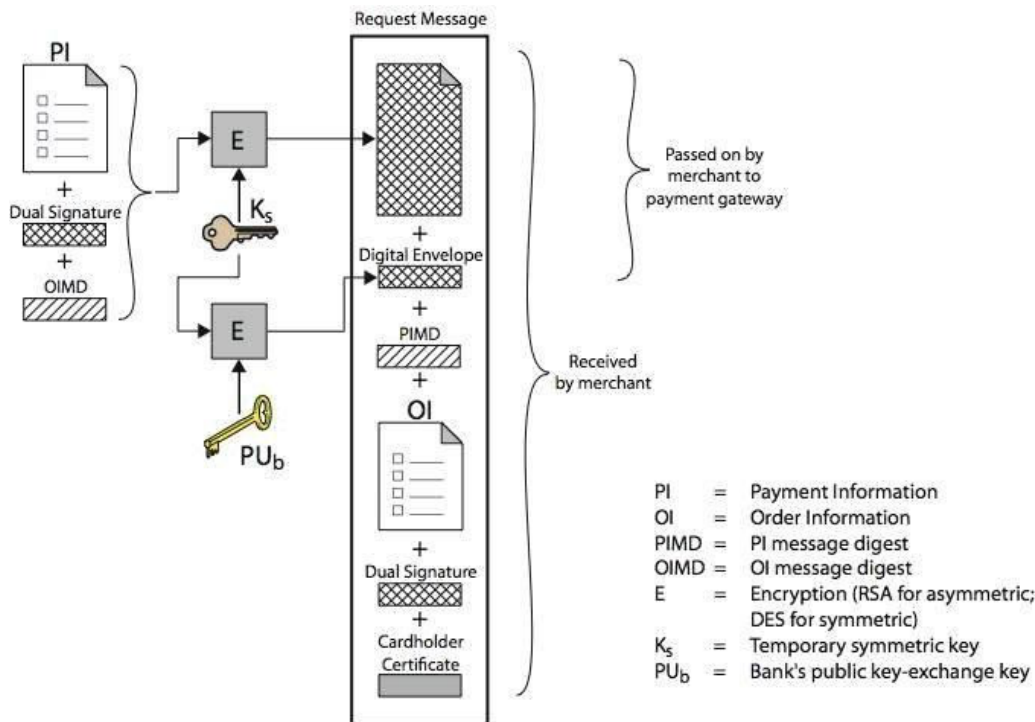 Request Message
PI
+
Dual Signature
+
OIMD
E
Ks
E
PUb
+
Digital Envelope
+
PIMD
+
OI
+
Dual Signature
+
Cardholder
Certificate
Passed on by
merchant to
payment gateway
Received
by merchant
PI = Payment Information
OI = Order Information
PIMD = PI message digest
OIMD = OI message digest
E = Encryption (RSA for asymmetric;
DES for symmetric)
Ks = Temporary symmetric key
PUb = Bank's public key-exchange key